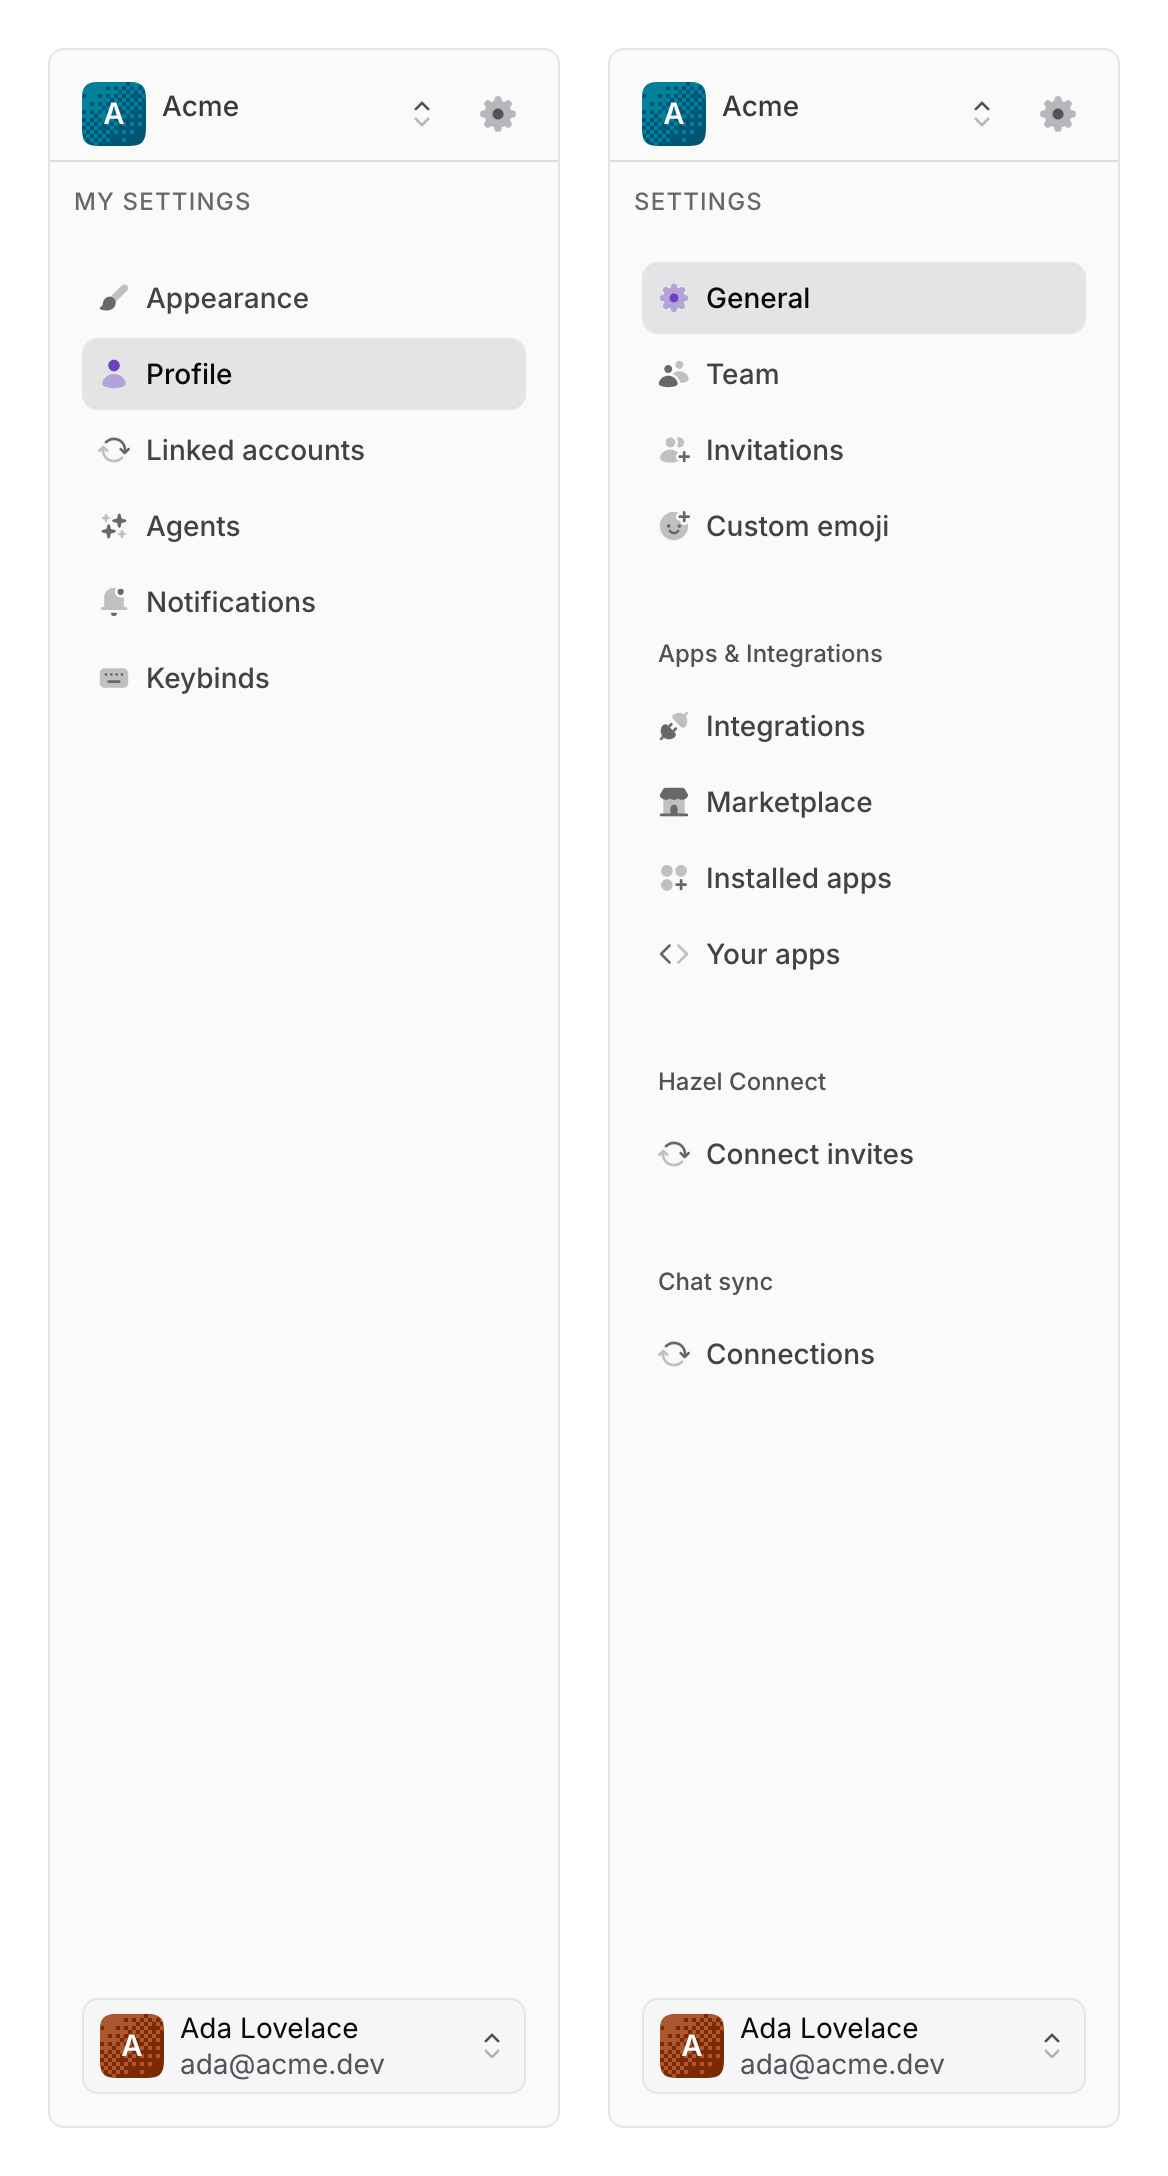 A
Acme
MY SETTINGS
Appearance
Profile
Linked accounts
Agents
Notifications
Keybinds
A
Ada Lovelace
ada@acme.dev
A
Acme
SETTINGS
General
Team
Invitations
Custom emoji
Apps & Integrations
Integrations
Marketplace
Installed apps
Your apps
Hazel Connect
Connect invites
Chat sync
Connections
A
Ada Lovelace
ada@acme.dev